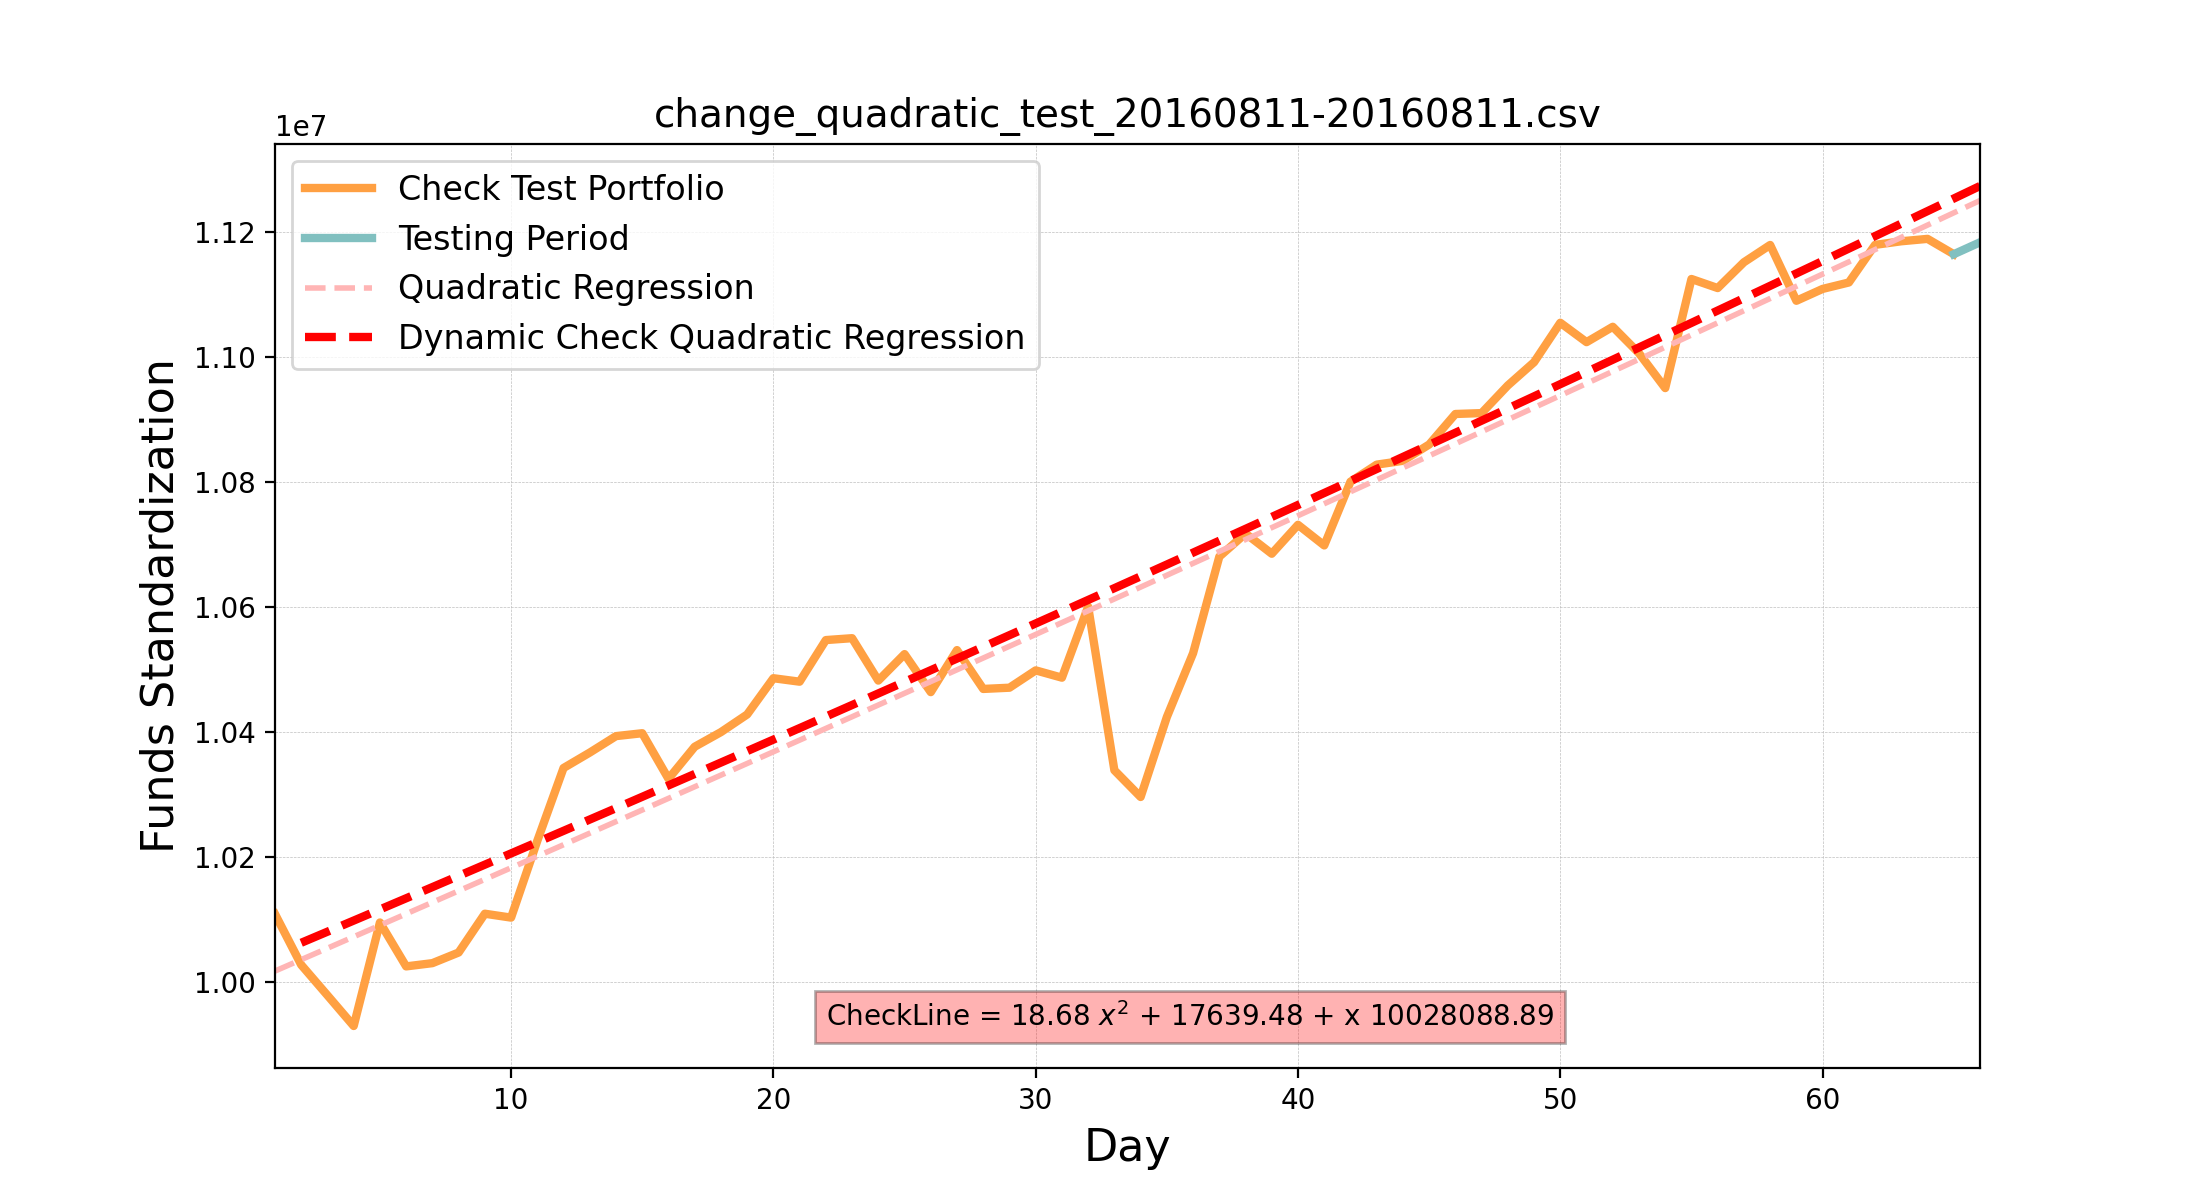 change_quadratic_test_20160811-20160811.csv
1e7
Check Test Portfolio
Testing Period
Quadratic Regression
Dynamic Check Quadratic Regression
1.12
1.10
1.08
1.06
1.04
1.02
1.00
Funds Standardization
CheckLine = 18.68 x² + 17639.48 + x 10028088.89
10 20 30 40 50 60
Day